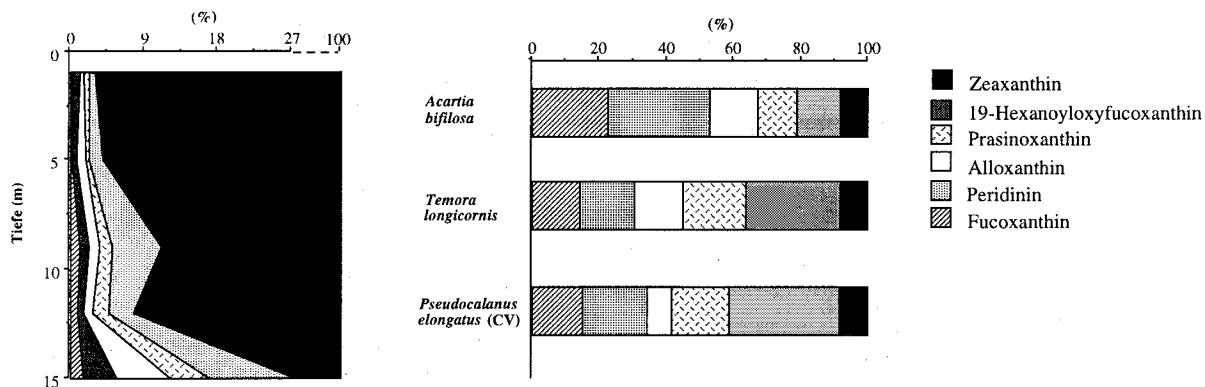 (%)
0 9 18 27 100
0
5
10
15
Tiefe (m)
(%)
0 20 40 60 80 100
Acartia
bifilosa
Temora
longicornis
Pseudocalanus
elongatus (CV)
Zeaxanthin
19-Hexanoyloxyfucoxanthin
Prasinoxanthin
Alloxanthin
Peridinin
Fucoxanthin